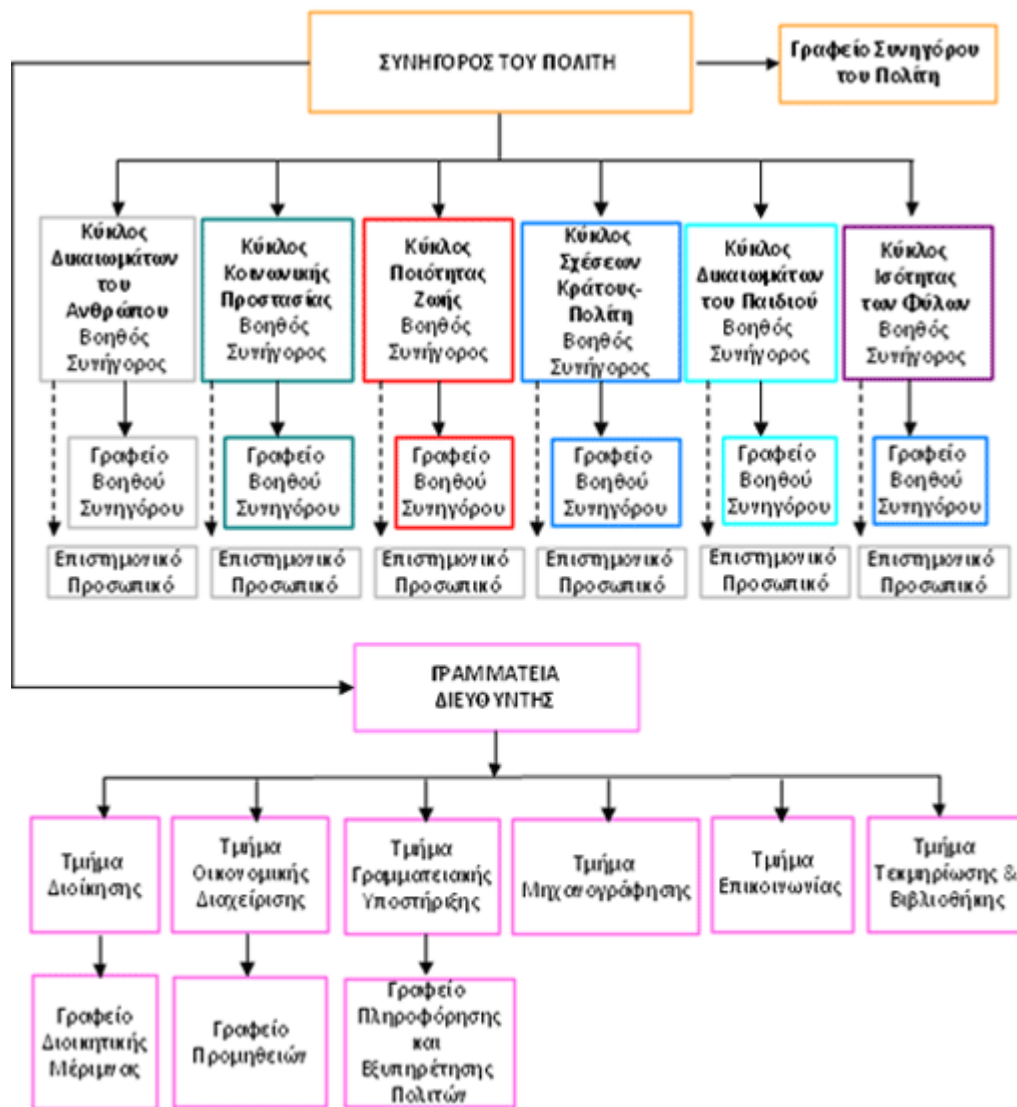 ΣΥΝΗΓΟΡΟΣ ΤΟΥ ΠΟΛΙΤΗ
Γραφείο Συνηγόρου
του Πολίτη
Κύκλος
Δικαιωμάτων
του
Ανθρώπου
Βοηθός
Συνήγορος
Κύκλος
Κοινωνικής
Προστασίας
Βοηθός
Συνήγορος
Κύκλος
Ποιότητας
Ζωής
Βοηθός
Συνήγορος
Κύκλος
Σχέσεων
Κράτους-
Πολίτη
Βοηθός
Συνήγορος
Κύκλος
Δικαιωμάτων
του Παιδιού
Βοηθός
Συνήγορος
Κύκλος
Ισότητας
των Φύλων
Βοηθός
Συνήγορος
Γραφείο
Βοηθού
Συνηγόρου
Γραφείο
Βοηθού
Συνηγόρου
Γραφείο
Βοηθού
Συνηγόρου
Γραφείο
Βοηθού
Συνηγόρου
Γραφείο
Βοηθού
Συνηγόρου
Γραφείο
Βοηθού
Συνηγόρου
Επιστημονικό
Προσωπικό
Επιστημονικό
Προσωπικό
Επιστημονικό
Προσωπικό
Επιστημονικό
Προσωπικό
Επιστημονικό
Προσωπικό
Επιστημονικό
Προσωπικό
ΓΡΑΜΜΑΤΕΙΑ
ΔΙΕΥΘΥΝΤΗΣ
Τμήμα
Διοίκησης
Τμήμα
Οικονομικής
Διαχείρισης
Τμήμα
Γραμματειακής
Υποστήριξης
Τμήμα
Μηχανογράφησης
Τμήμα
Επικοινωνίας
Τμήμα
Τεκμηρίωσης &
Βιβλιοθήκης
Γραφείο
Διοικητικής
Μέριμνας
Γραφείο
Προμηθειών
Γραφείο
Πληροφόρησης
και
Εξυπηρέτησης
Πολιτών